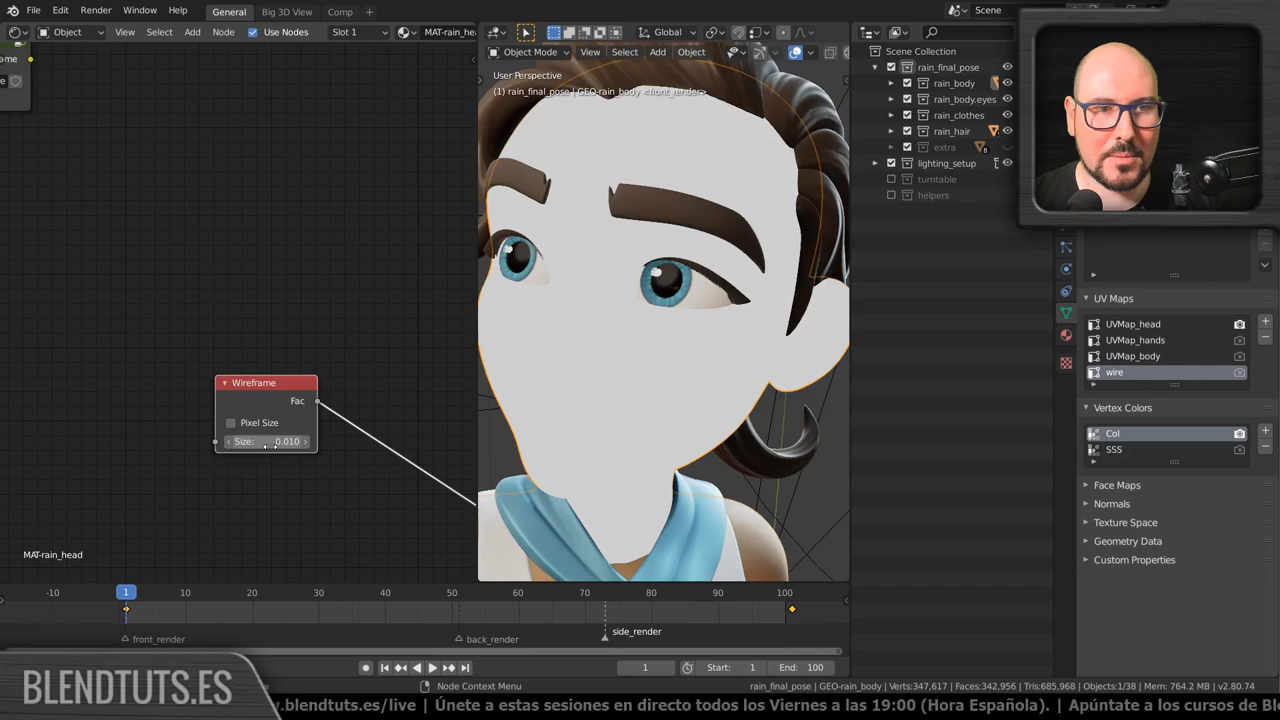 File Edit Render Window Help General Big 3D View Comp + Scene
Object View Select Add Node Use Nodes Slot 1 MAT-rain_hea Global
ame
Object Mode View Select Add Object
User Perspective
(1) rain_final_pose | GEO-rain_body <front_render>
Scene Collection
rain_final_pose
rain_body
rain_body.eyes
rain_clothes
rain_hair
extra 8
lighting_setup
turntable
helpers
Wireframe
Fac
Pixel Size
Size: 0.010
MAT-rain_head
UV Maps
UVMap_head
UVMap_hands
UVMap_body
wire
Vertex Colors
Col
SSS
Face Maps
Normals
Texture Space
Geometry Data
Custom Properties
-10 1 10 20 30 40 50 60 70 80 90 100
front_render back_render side_render
1 Start: 1 End: 100
Node Context Menu rain_final_pose | GEO-rain_body | Verts:347,617 | Faces:342,956 | Tris:685,968 | Objects:1/38 | Mem: 764.2 MB | v2.80.74
BLENDTUTS.ES
.blendtuts.es/live | Únete a estas sesiones en directo todos los Viernes a las 19:00 (Hora Española). | Apúntate a los cursos de Ble